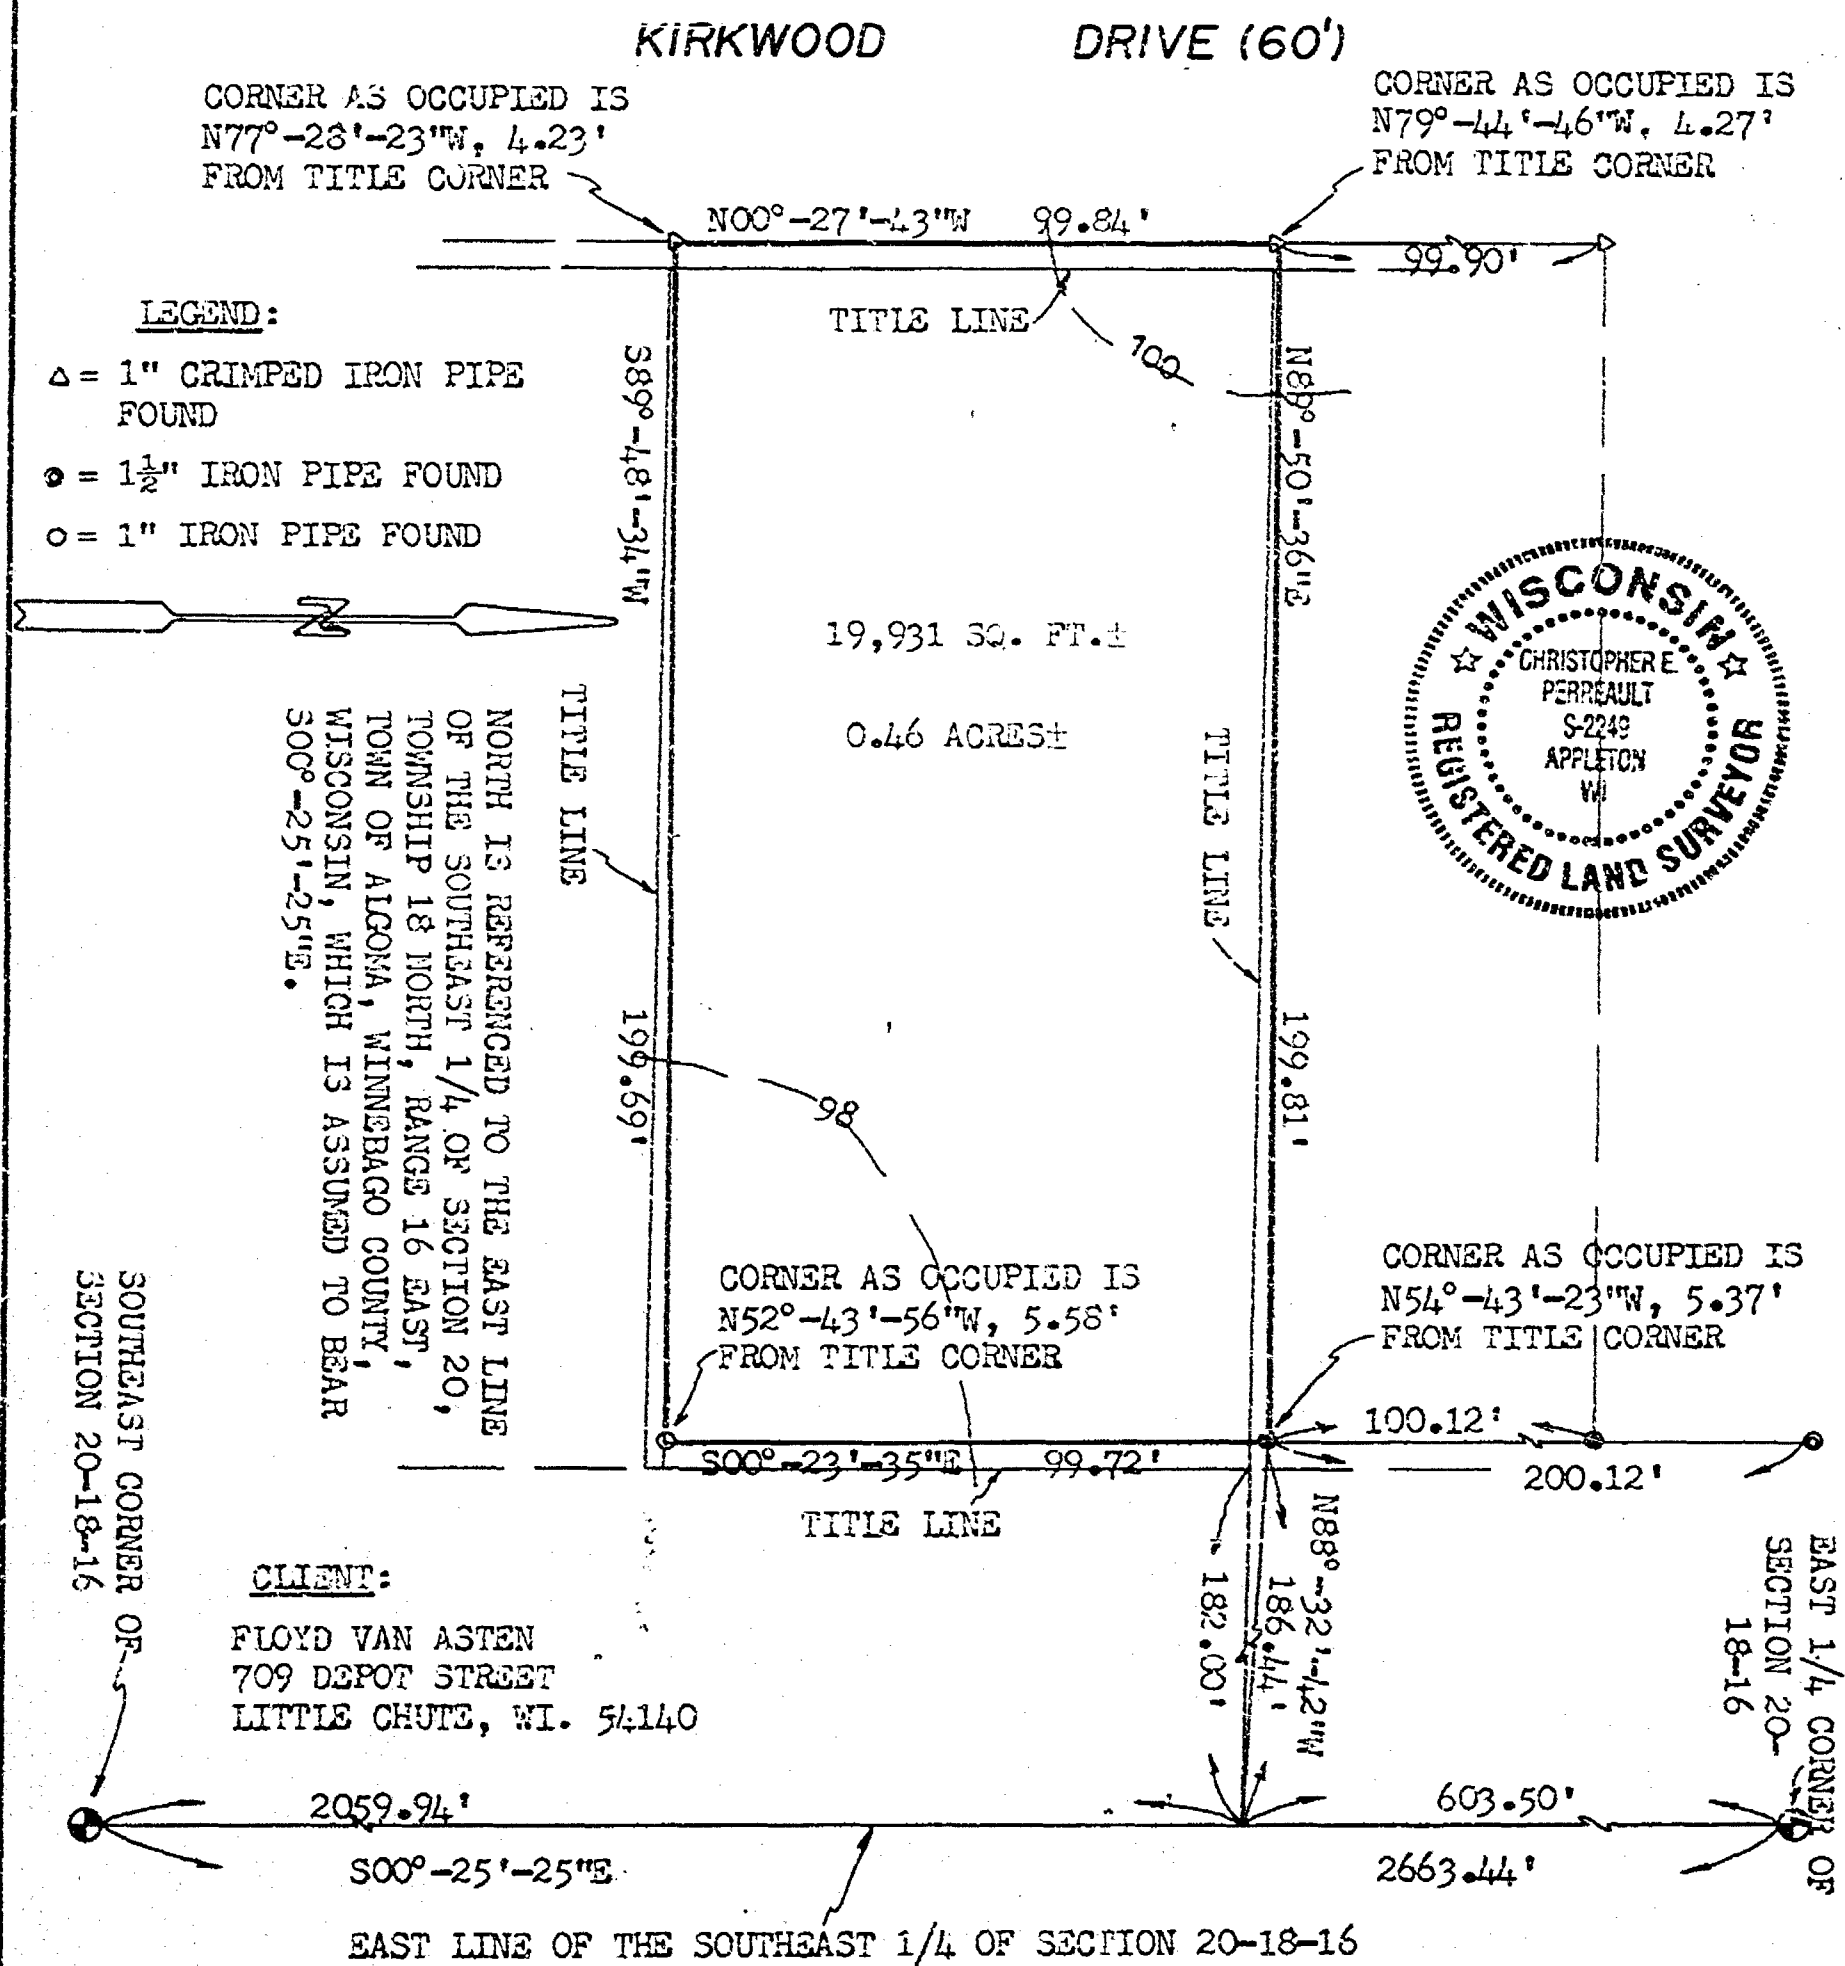 KIRKWOOD DRIVE (60')
CORNER AS OCCUPIED IS
N77°-28'-23"W, 4.23'
FROM TITLE CORNER
CORNER AS OCCUPIED IS
N79°-44'-46"W, 4.27'
FROM TITLE CORNER
N00°-27'-43"W 99.84'
99.90'
TITLE LINE
100
LEGEND:
△ = 1" CRIMPED IRON PIPE
FOUND
= 1½" IRON PIPE FOUND
○ = 1" IRON PIPE FOUND
N
S89°-48'-34"W
199.69'
N89°-50'-36"E
199.81'
19,931 SQ. FT.±
0.46 ACRES±
WISCONSIN
CHRISTOPHER E.
PERREAULT
S-2249
APPLETON
WI
REGISTERED LAND SURVEYOR
TITLE LINE
TITLE LINE
NORTH IS REFERENCED TO THE EAST LINE
OF THE SOUTHEAST 1/4 OF SECTION 20,
TOWNSHIP 18 NORTH, RANGE 16 EAST,
TOWN OF ALGOMA, WINNEBAGO COUNTY,
WISCONSIN, WHICH IS ASSUMED TO BEAR
S00°-25'-25"E.
98
CORNER AS OCCUPIED IS
N52°-43'-56"W, 5.58'
FROM TITLE CORNER
CORNER AS OCCUPIED IS
N54°-43'-23"W, 5.37'
FROM TITLE CORNER
S00°-23'-35"E 99.72'
100.12'
200.12'
TITLE LINE
N88°-32'-42"W
186.44'
182.00'
SOUTHEAST CORNER OF
SECTION 20-18-16
EAST 1/4 CORNER OF
SECTION 20-
18-16
CLIENT:
FLOYD VAN ASTEN
709 DEPOT STREET
LITTLE CHUTE, WI. 54140
2059.94'
603.50'
S00°-25'-25"E
2663.44'
EAST LINE OF THE SOUTHEAST 1/4 OF SECTION 20-18-16